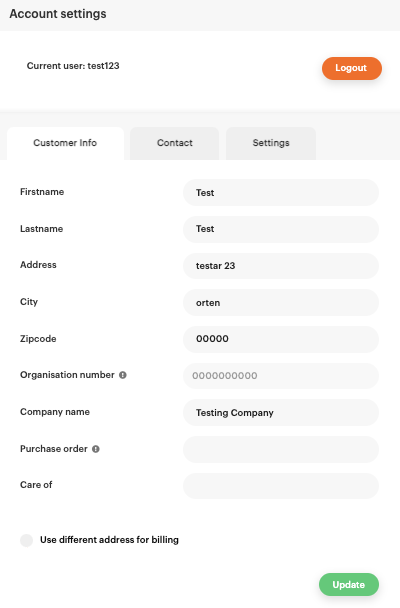 Account settings
Current user: test123
Logout
Customer Info
Contact
Settings
Firstname
Test
Lastname
Test
Address
testar 23
City
orten
Zipcode
00000
Organisation number
0000000000
Company name
Testing Company
Purchase order
Care of
Use different address for billing
Update